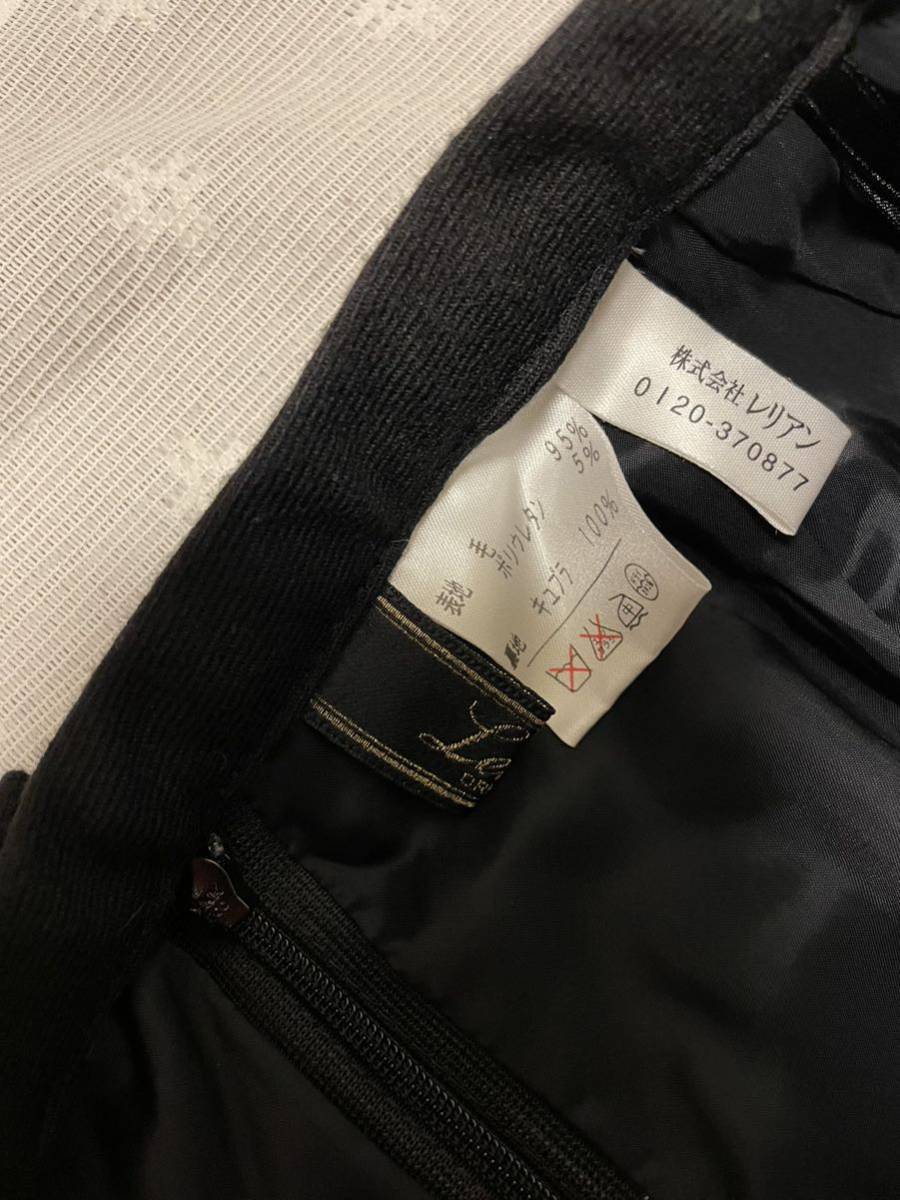 株式会社レリアン
0120-370877
表地 毛 95%
ポリウレタン 5%
裏地 キュプラ 100%
Le